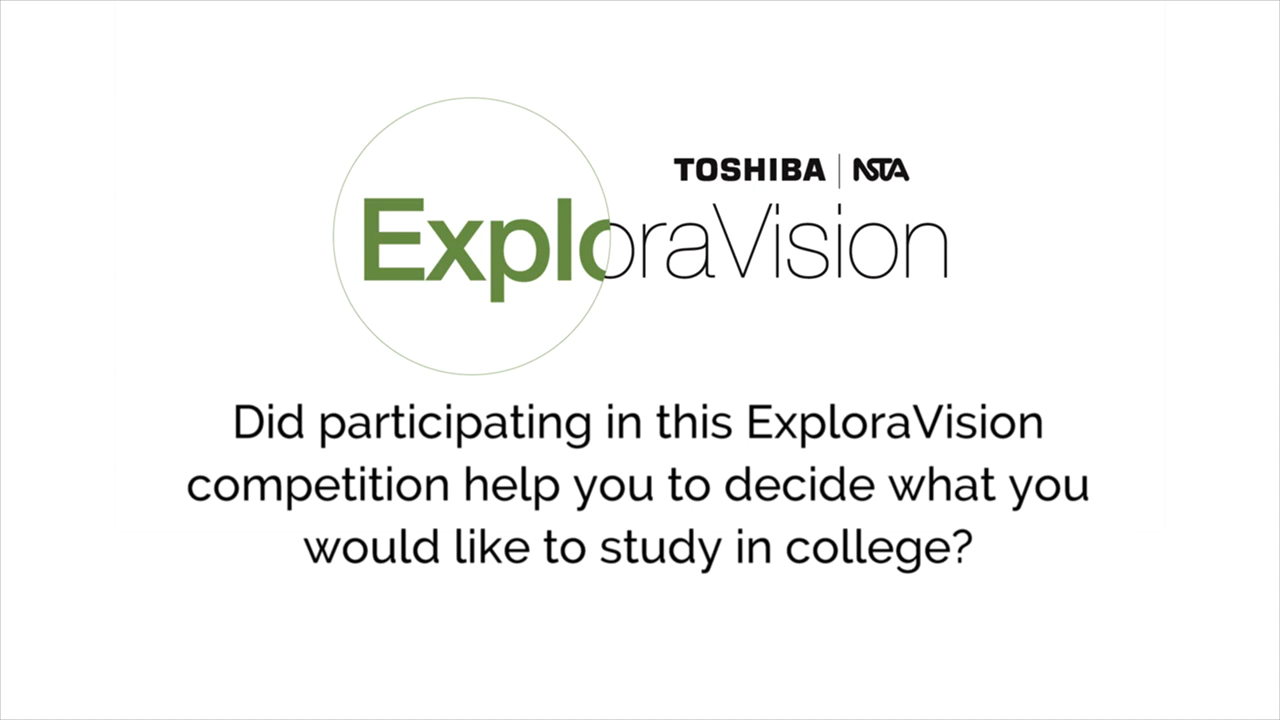 TOSHIBA | NSTA
ExploraVision
Did participating in this ExploraVision
competition help you to decide what you
would like to study in college?